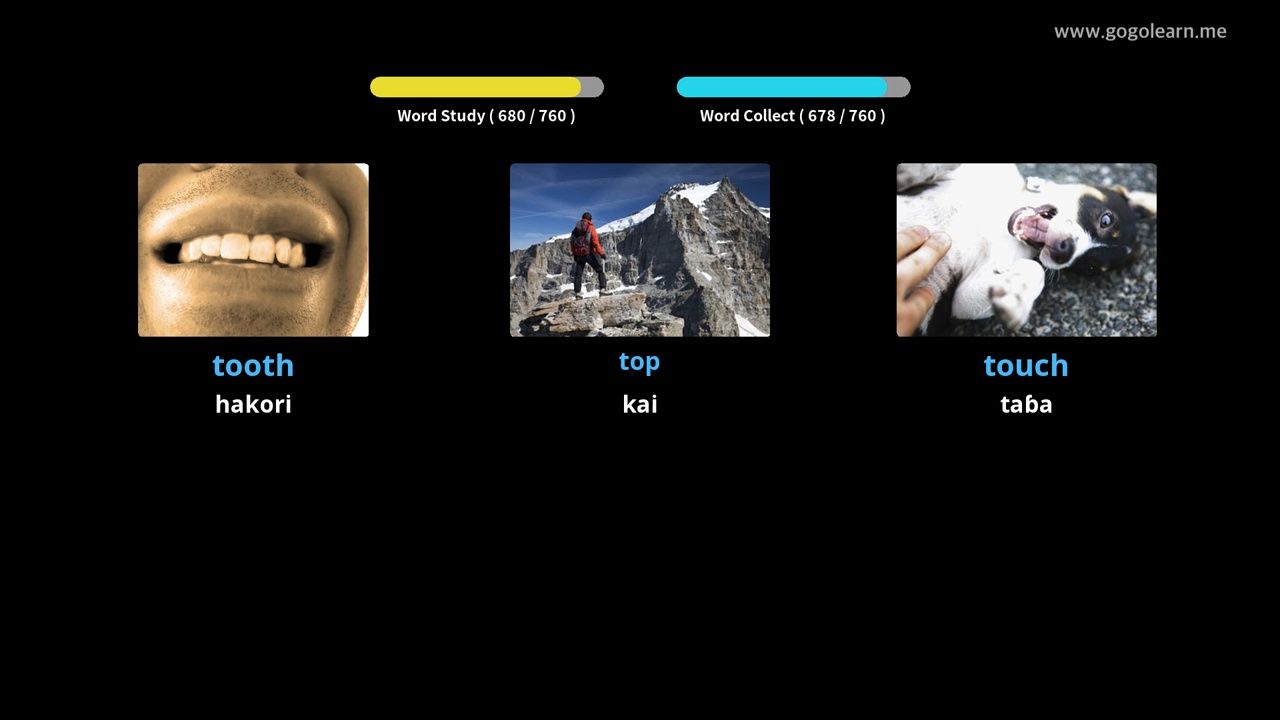 www.gogolearn.me
Word Study ( 680 / 760 )
Word Collect ( 678 / 760 )
tooth
top
touch
hakori
kai
taɓa